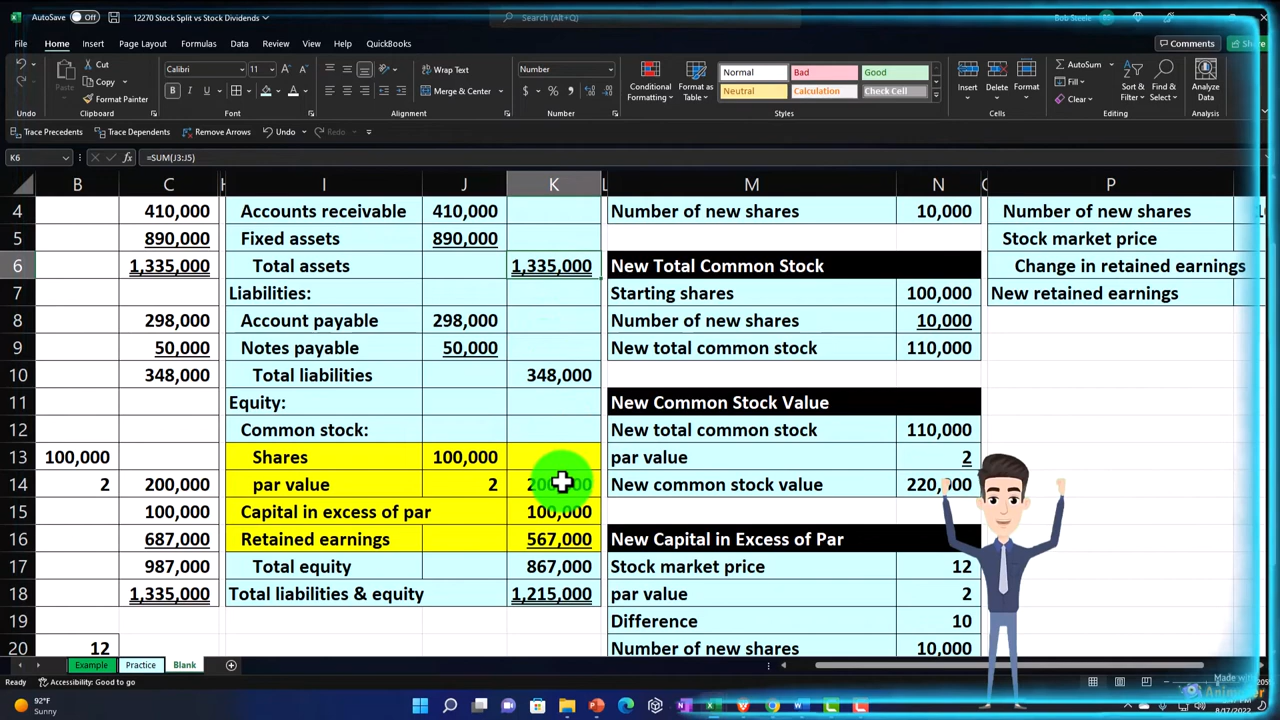 AutoSave Off 12270 Stock Split vs Stock Dividends Search (Alt+Q) Bob Steele
File Home Insert Page Layout Formulas Data Review View Help QuickBooks Comments Share
Cut Calibri 11 Wrap Text Number Normal Bad Good AutoSum
Paste Copy Conditional Format as Insert Delete Format Fill Sort & Find & Analyze
Format Painter B I U Merge & Center $ % Formatting Table Neutral Calculation Check Cell Clear Filter Select Data
Undo Clipboard Font Alignment Number Styles Cells Editing Analysis
Trace Precedents Trace Dependents Remove Arrows Undo Redo
K6 fx =SUM(J3:J5)
B C H I J K L M N P
4 410,000 Accounts receivable 410,000 Number of new shares 10,000 Number of new shares
5 890,000 Fixed assets 890,000 Stock market price
6 1,335,000 Total assets 1,335,000 New Total Common Stock Change in retained earnings
7 Liabilities: Starting shares 100,000 New retained earnings
8 298,000 Account payable 298,000 Number of new shares 10,000
9 50,000 Notes payable 50,000 New total common stock 110,000
10 348,000 Total liabilities 348,000
11 Equity: New Common Stock Value
12 Common stock: New total common stock 110,000
13 100,000 Shares 100,000 par value 2
14 2 200,000 par value 2 200,000 New common stock value 220,000
15 100,000 Capital in excess of par 100,000
16 687,000 Retained earnings 567,000 New Capital in Excess of Par
17 987,000 Total equity 867,000 Stock market price 12
18 1,335,000 Total liabilities & equity 1,215,000 par value 2
19 Difference 10
20 12 Number of new shares 10,000
Example Practice Blank
Ready Accessibility: Good to go
92°F
Sunny
8/17/2022
Made with
Animaker